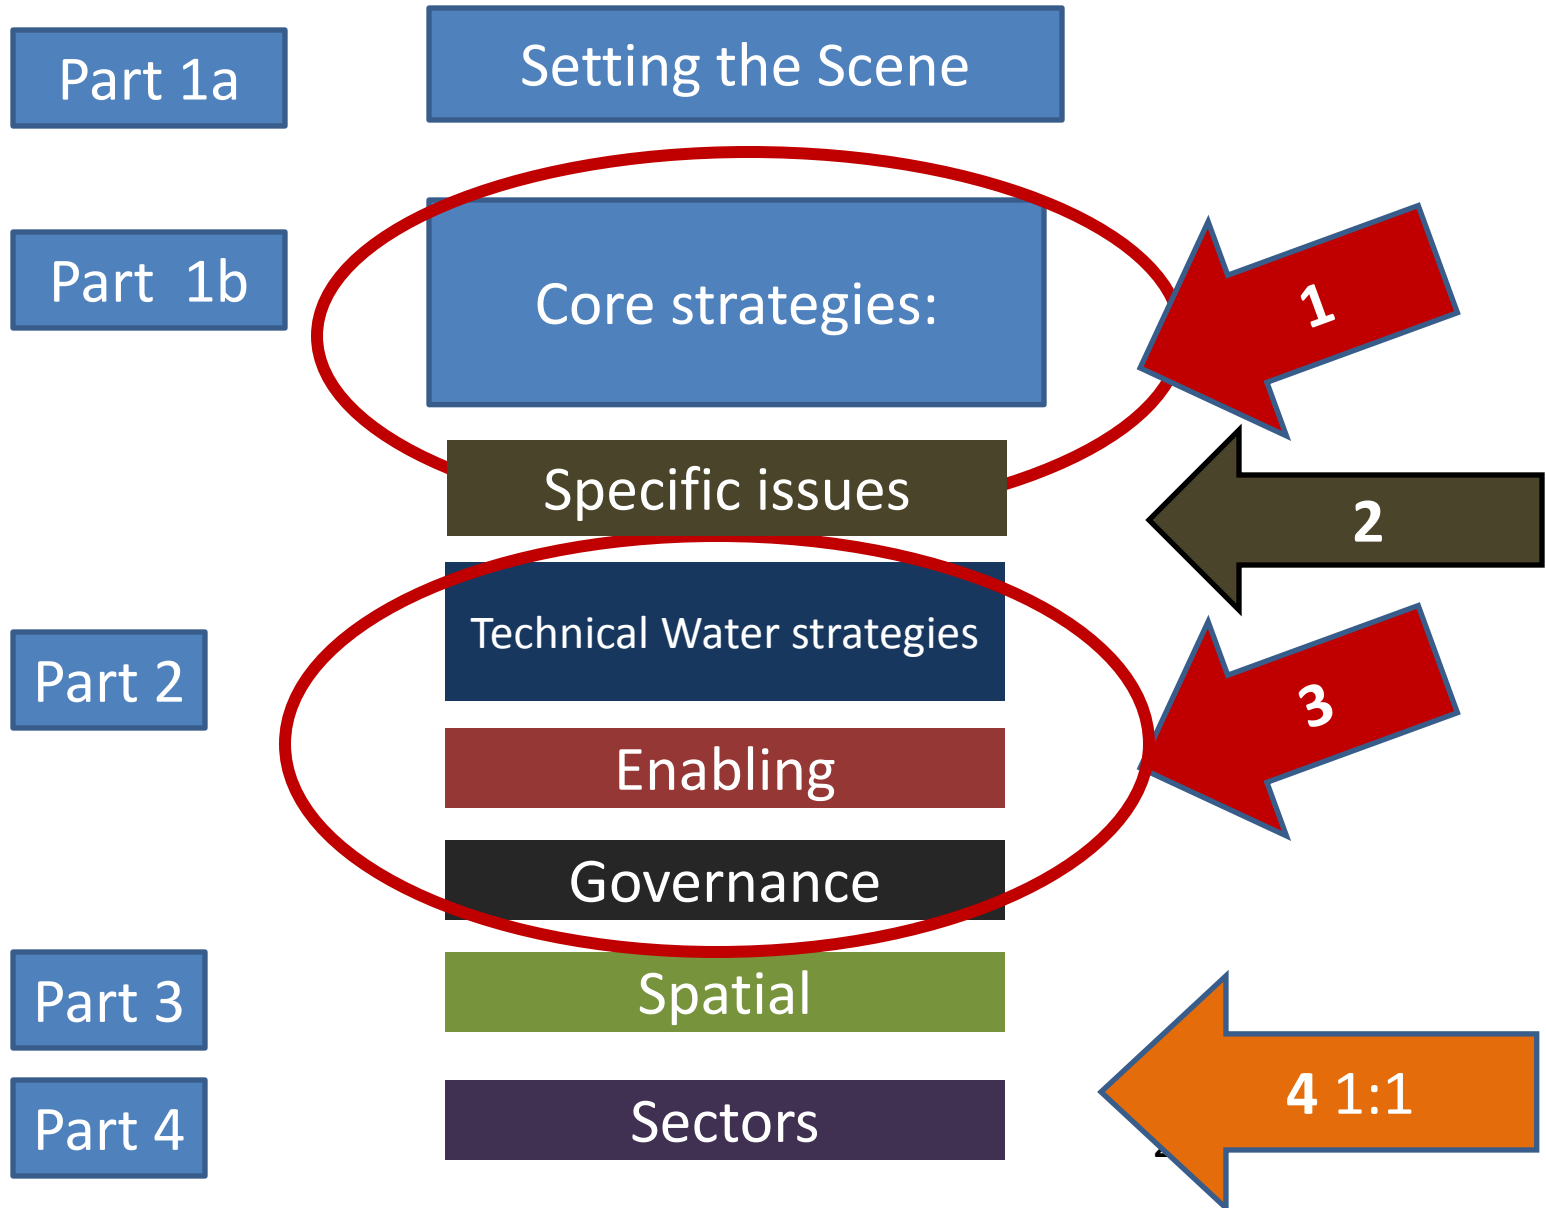 Part 1a
Setting the Scene
Part  1b
Core strategies:
1
Specific issues
2
Technical Water strategies
Part 2
3
Enabling
Governance
Part 3
Spatial
4 1:1
Part 4
Sectors